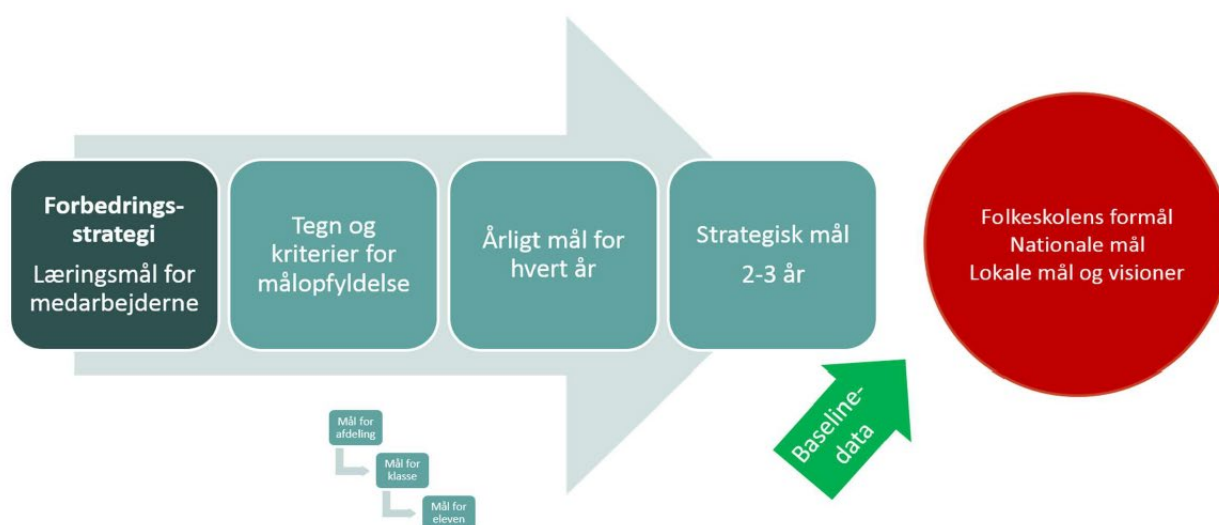 Forbedrings-
strategi
Læringsmål for
medarbejderne
Tegn og
kriterier for
målopfyldelse
Årligt mål for
hvert år
Strategisk mål
2-3 år
Folkeskolens formål
Nationale mål
Lokale mål og visioner
Baseline-
data
Mål for
afdeling
Mål for
klasse
Mål for
eleven